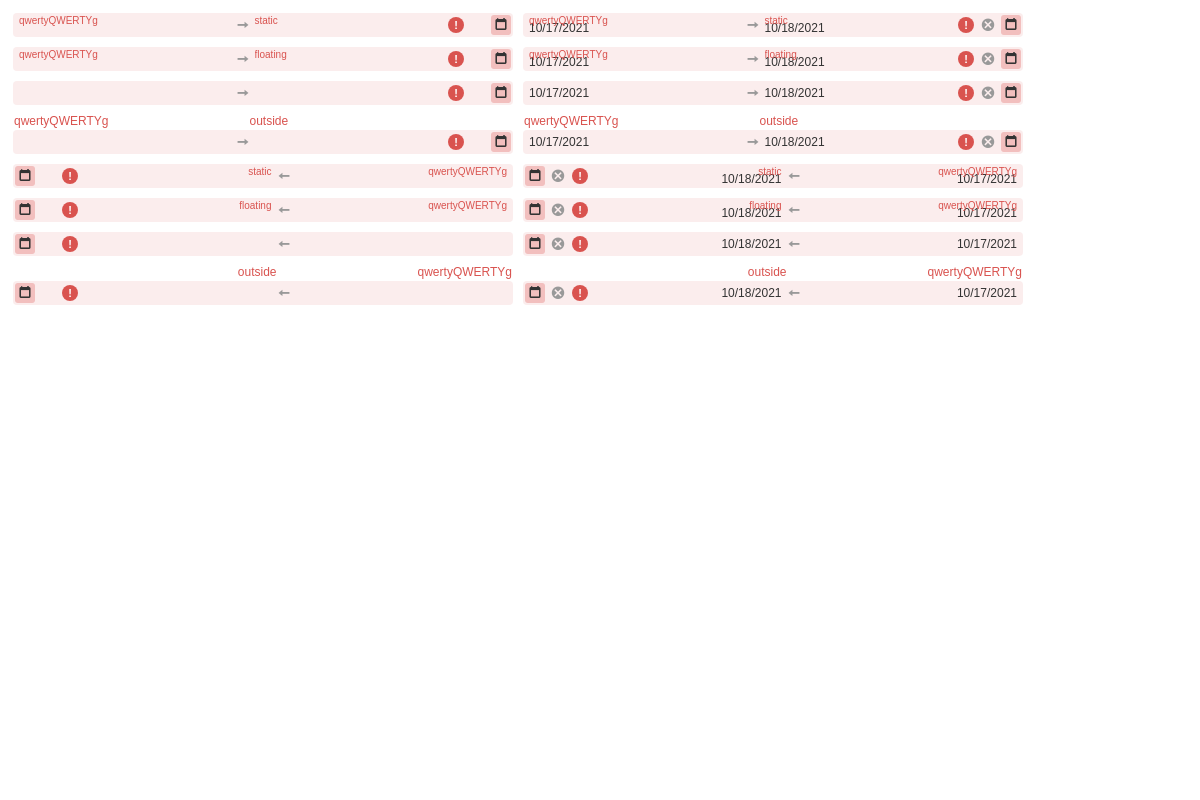 qwertyQWERTYg static qwertyQWERTYg static
10/17/2021 10/18/2021
qwertyQWERTYg floating qwertyQWERTYg floating
10/17/2021 10/18/2021
10/17/2021 10/18/2021
qwertyQWERTYg outside qwertyQWERTYg outside
10/17/2021 10/18/2021
static qwertyQWERTYg static qwertyQWERTYg
10/18/2021 10/17/2021
floating qwertyQWERTYg floating qwertyQWERTYg
10/18/2021 10/17/2021
10/18/2021 10/17/2021
outside qwertyQWERTYg outside qwertyQWERTYg
10/18/2021 10/17/2021